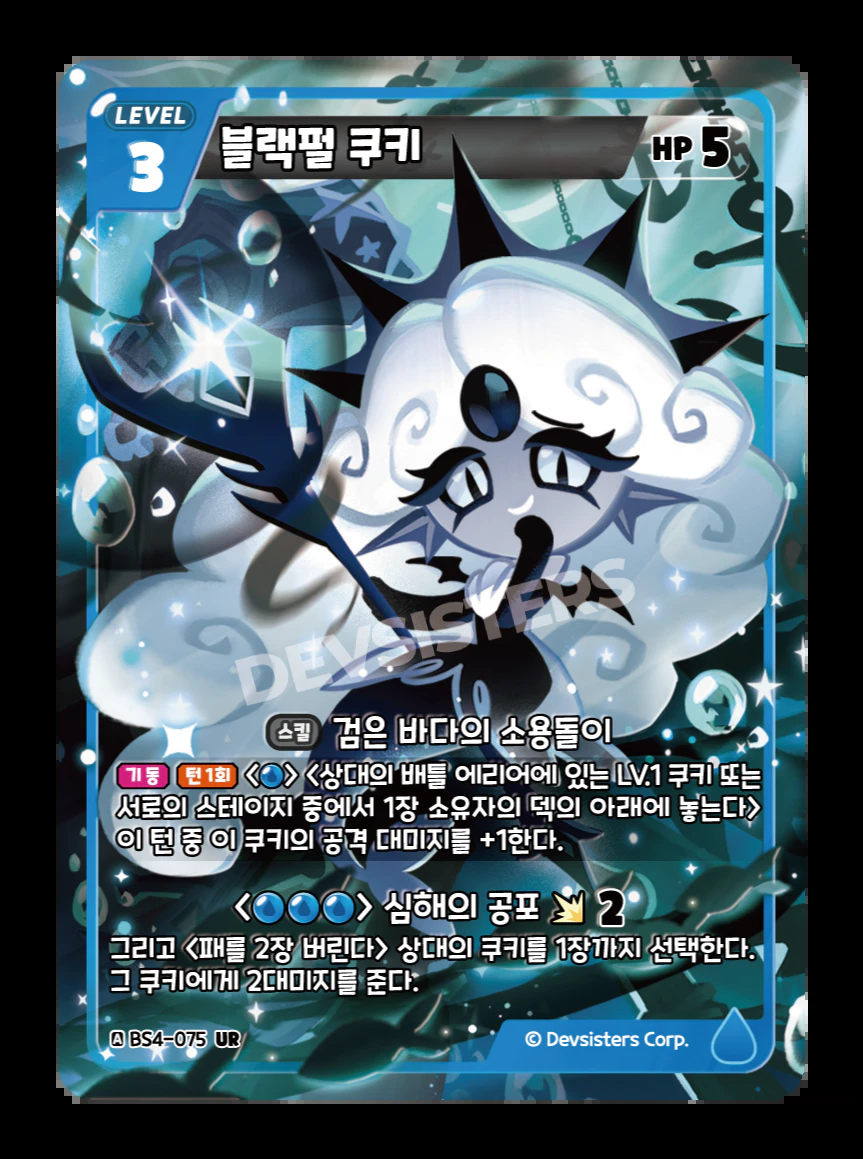 LEVEL
3
블랙펄 쿠키
HP 5
DEVSISTERS
스킬 검은 바다의 소용돌이
기동 턴 1회 < > <상대의 배틀 에리어에 있는 LV.1 쿠키 또는
서로의 스테이지 중에서 1장 소유자의 덱의 아래에 놓는다>
이 턴 중 이 쿠키의 공격 대미지를 +1한다.
< > 심해의 공포 2
그리고 <패를 2장 버린다> 상대의 쿠키를 1장까지 선택한다.
그 쿠키에게 2대미지를 준다.
A BS4-075 UR
© Devsisters Corp.